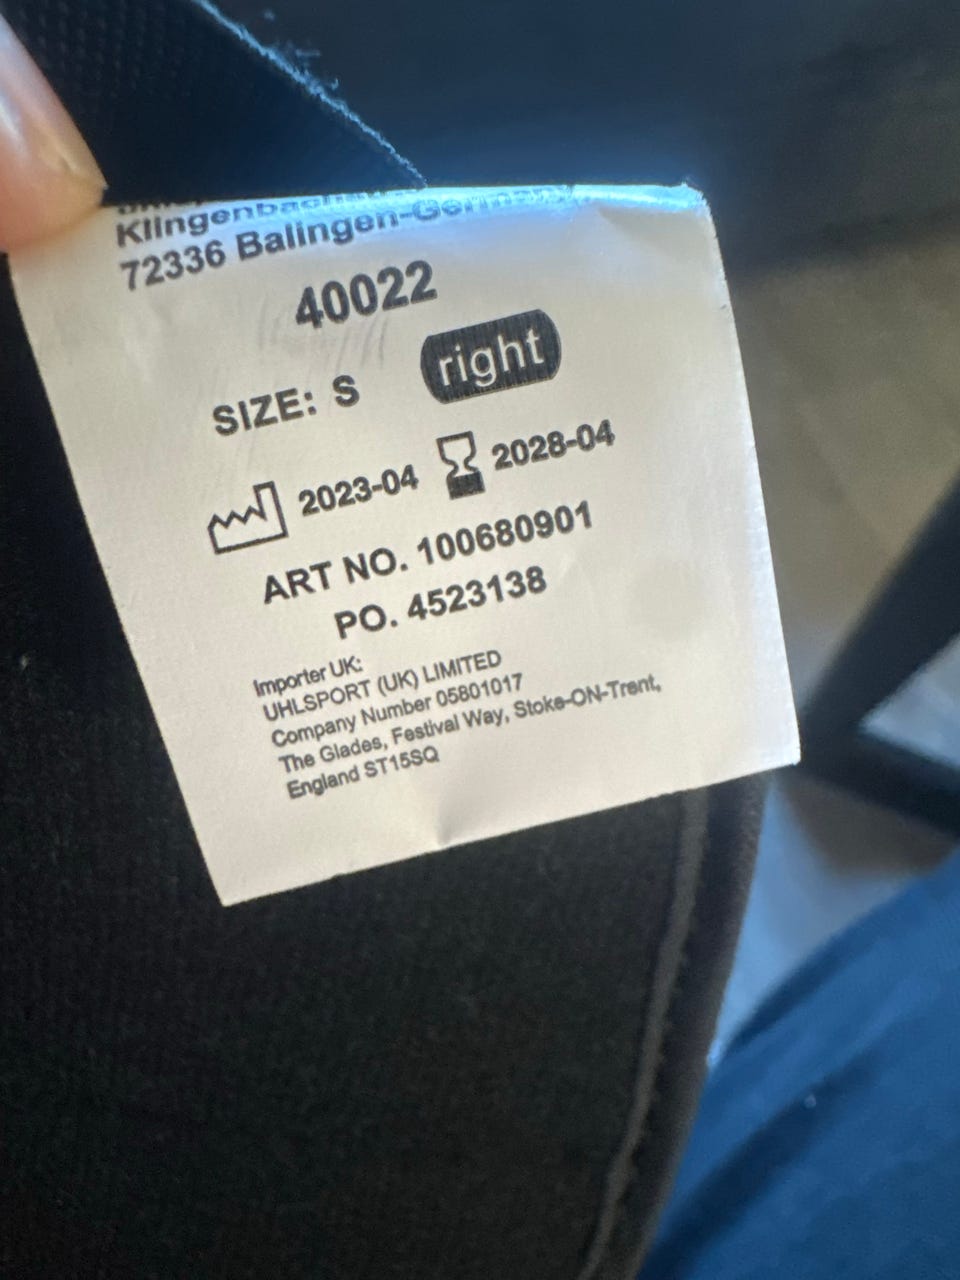 72336 Balingen-Germany
40022
SIZE: S right
2023-04 2028-04
ART NO. 100680901
PO. 4523138
Importer UK:
UHLSPORT (UK) LIMITED
Company Number 05801017
The Glades, Festival Way, Stoke-ON-Trent,
England ST15SQ